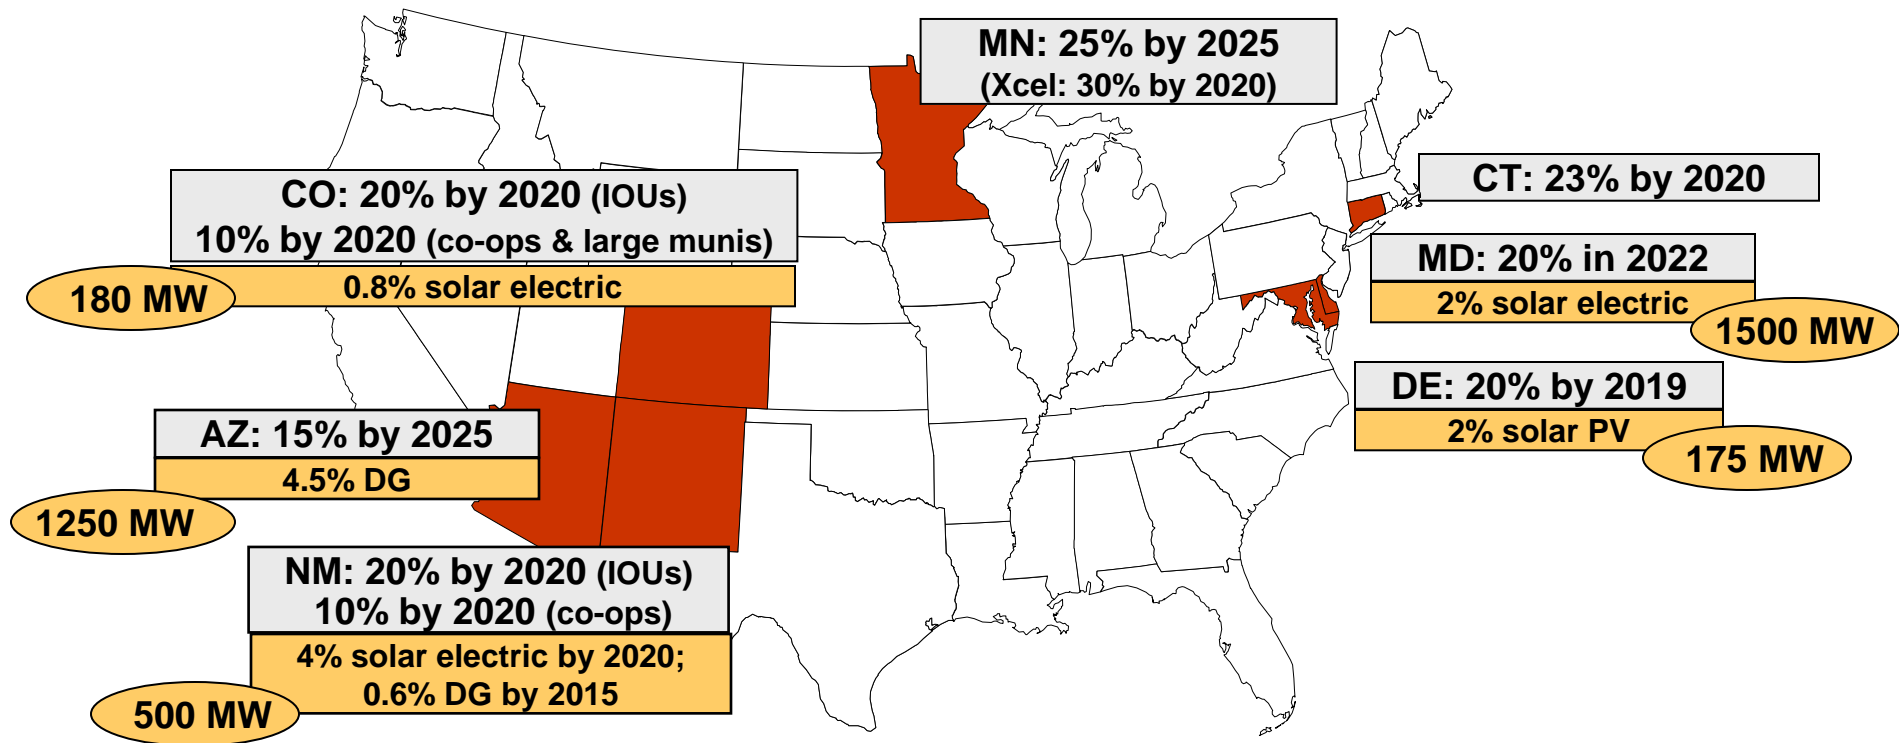 MN: 25% by 2025
(Xcel: 30% by 2020)
CO: 20% by 2020 (IOUs)
10% by 2020 (co-ops & large munis)
0.8% solar electric
180 MW
CT: 23% by 2020
MD: 20% in 2022
2% solar electric
1500 MW
DE: 20% by 2019
2% solar PV
175 MW
AZ: 15% by 2025
4.5% DG
1250 MW
NM: 20% by 2020 (IOUs)
10% by 2020 (co-ops)
4% solar electric by 2020;
0.6% DG by 2015
500 MW